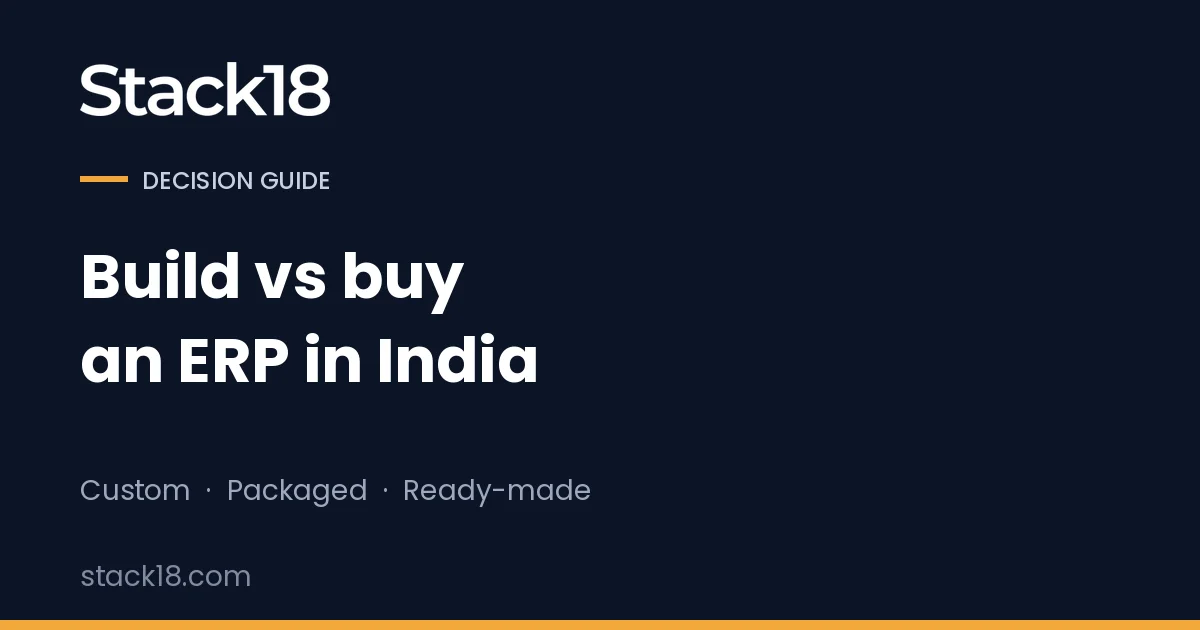 Stack18
DECISION GUIDE
Build vs buy
an ERP in India
Custom · Packaged · Ready-made
stack18.com